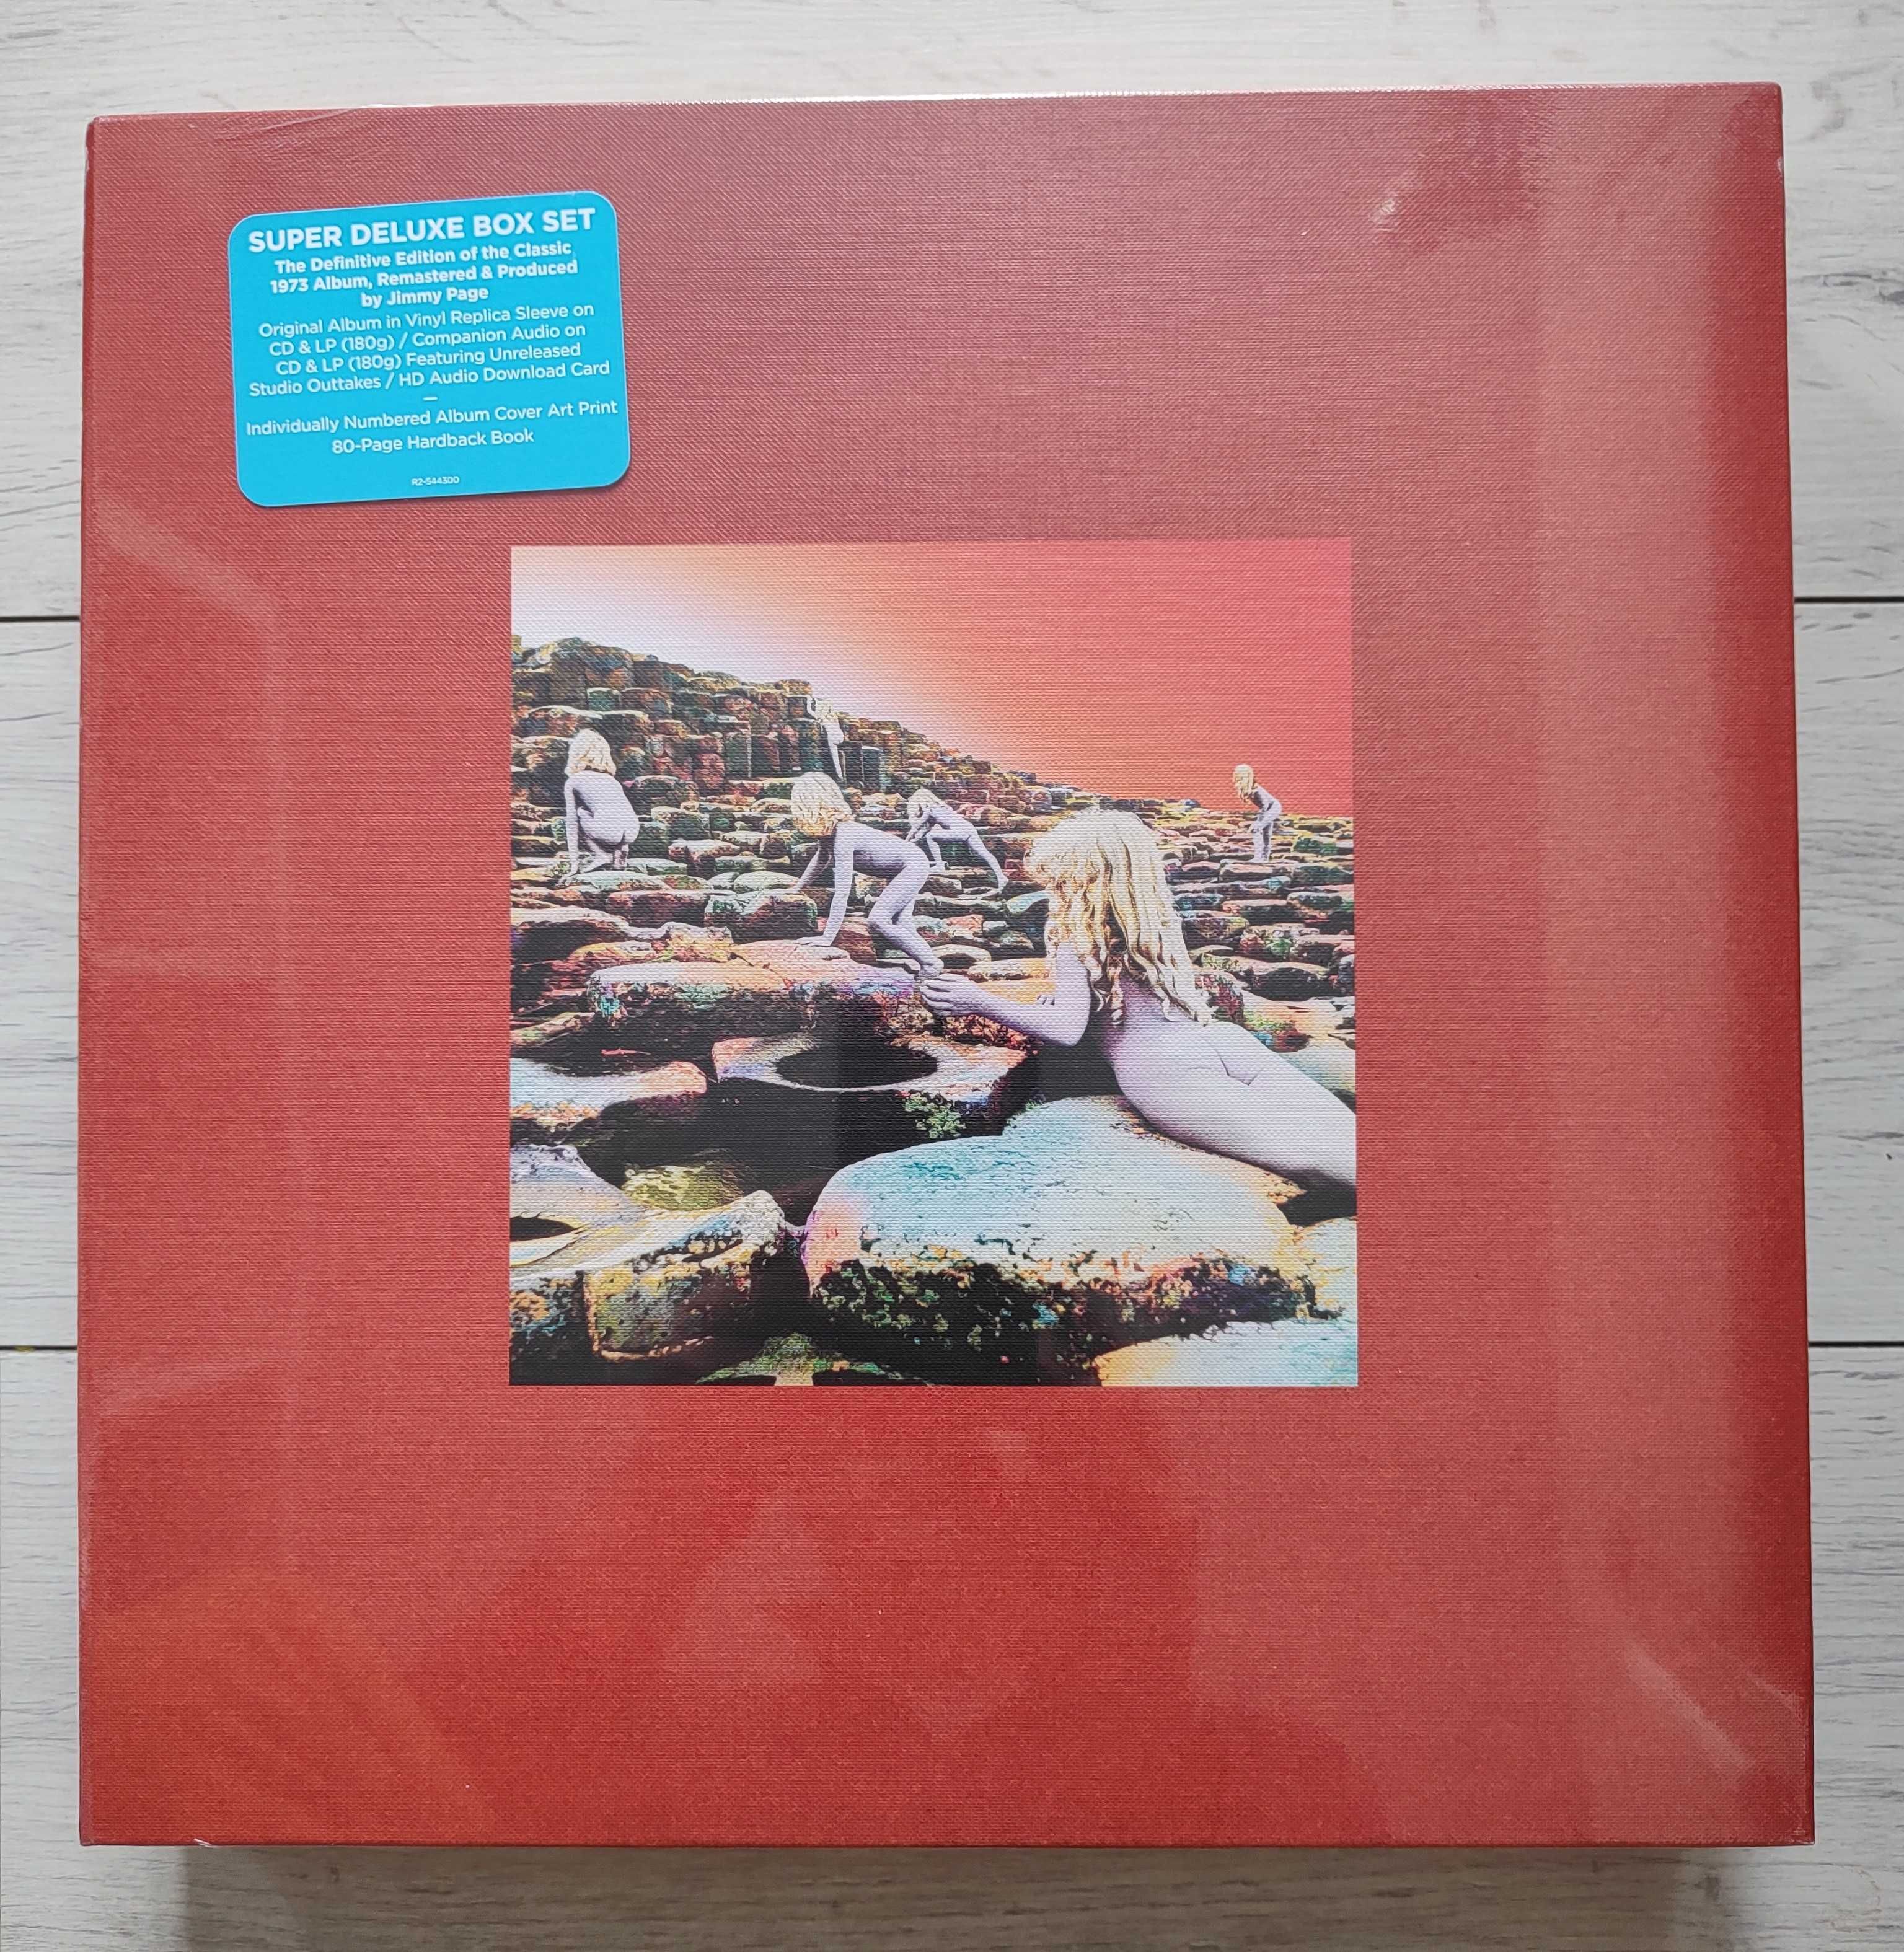 SUPER DELUXE BOX SET
The Definitive Edition of the Classic
1973 Album, Remastered & Produced
by Jimmy Page
Original Album in Vinyl Replica Sleeve on
CD & LP (180g) / Companion Audio on
CD & LP (180g) Featuring Unreleased
Studio Outtakes / HD Audio Download Card
—
Individually Numbered Album Cover Art Print
80-Page Hardback Book
R2-544300